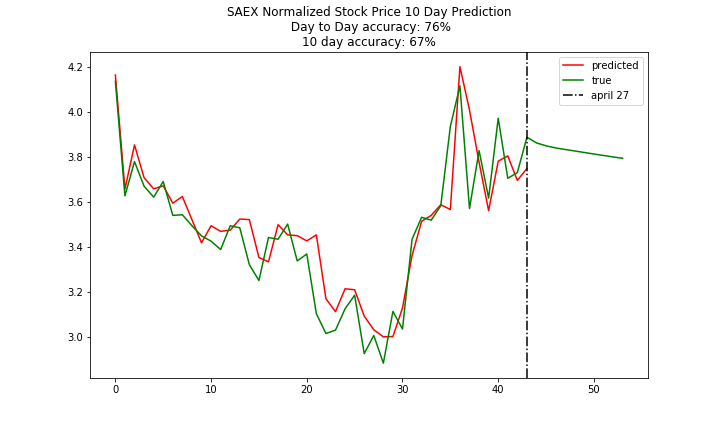 SAEX Normalized Stock Price 10 Day Prediction
Day to Day accuracy: 76%
10 day accuracy: 67%
predicted
true
april 27
4.2
4.0
3.8
3.6
3.4
3.2
3.0
0 10 20 30 40 50